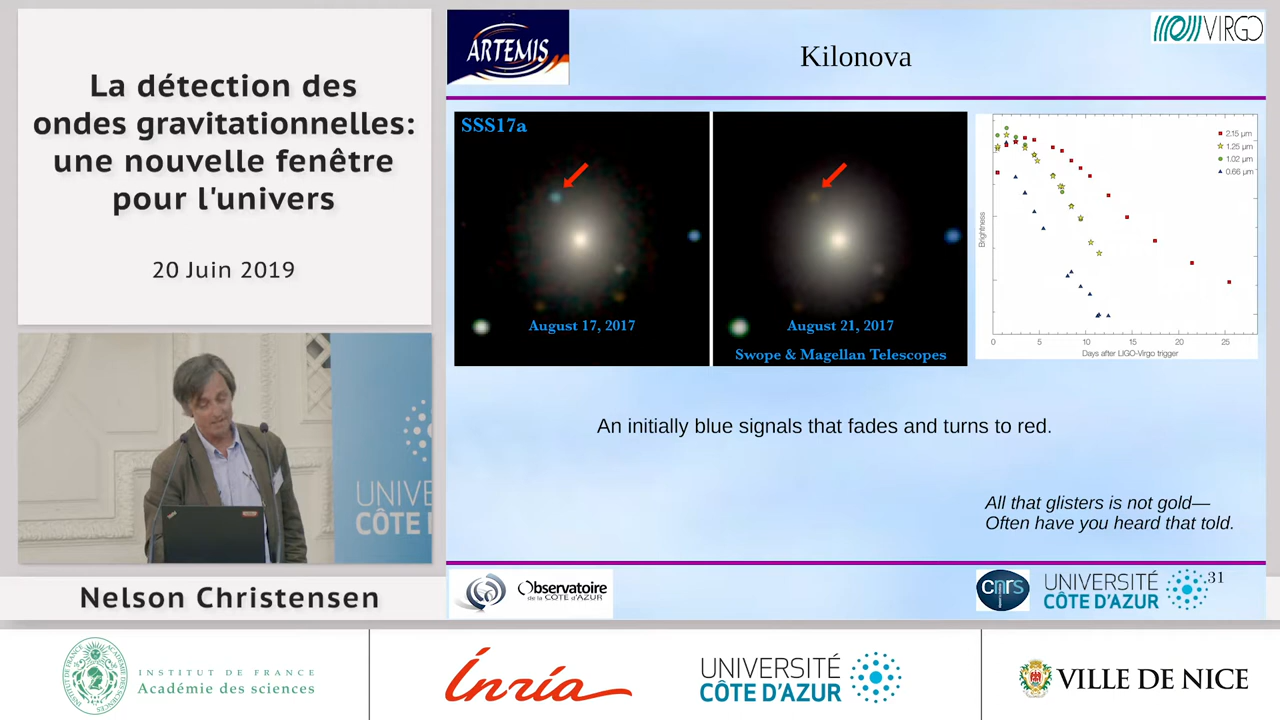 La détection des
ondes gravitationnelles:
une nouvelle fenêtre
pour l'univers
20 Juin 2019
Nelson Christensen
ARTEMIS
Kilonova
VIRGO
SSS17a
August 17, 2017
August 21, 2017
Swope & Magellan Telescopes
2.15 µm
1.25 µm
1.02 µm
0.66 µm
Brightness
0 5 10 15 20 25
Days after LIGO-Virgo trigger
An initially blue signals that fades and turns to red.
All that glisters is not gold—
Often have you heard that told.
Observatoire
de la CÔTE d'AZUR
cnrs
UNIVERSITÉ
CÔTE D'AZUR
31
UNIVE
CÔTE D
INSTITUT DE FRANCE
Académie des sciences
Inria
UNIVERSITÉ
CÔTE D'AZUR
VILLE DE NICE